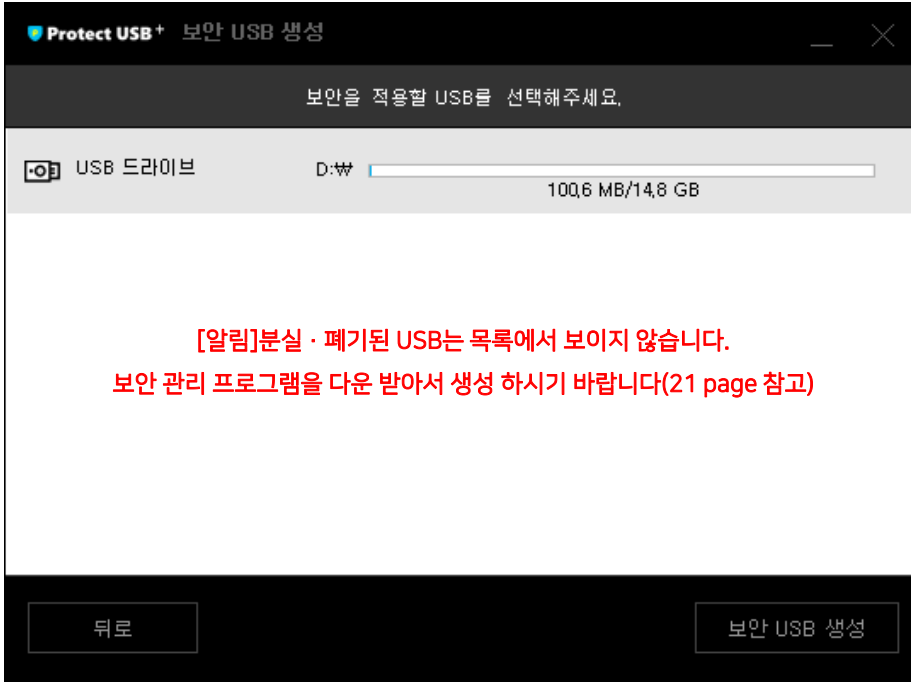 Protect USB+ 보안 USB 생성
보안을 적용할 USB를 선택해주세요.
USB 드라이브 D:₩
100,6 MB/14,8 GB
[알림]분실 · 폐기된 USB는 목록에서 보이지 않습니다.
보안 관리 프로그램을 다운 받아서 생성 하시기 바랍니다(21 page 참고)
뒤로 보안 USB 생성